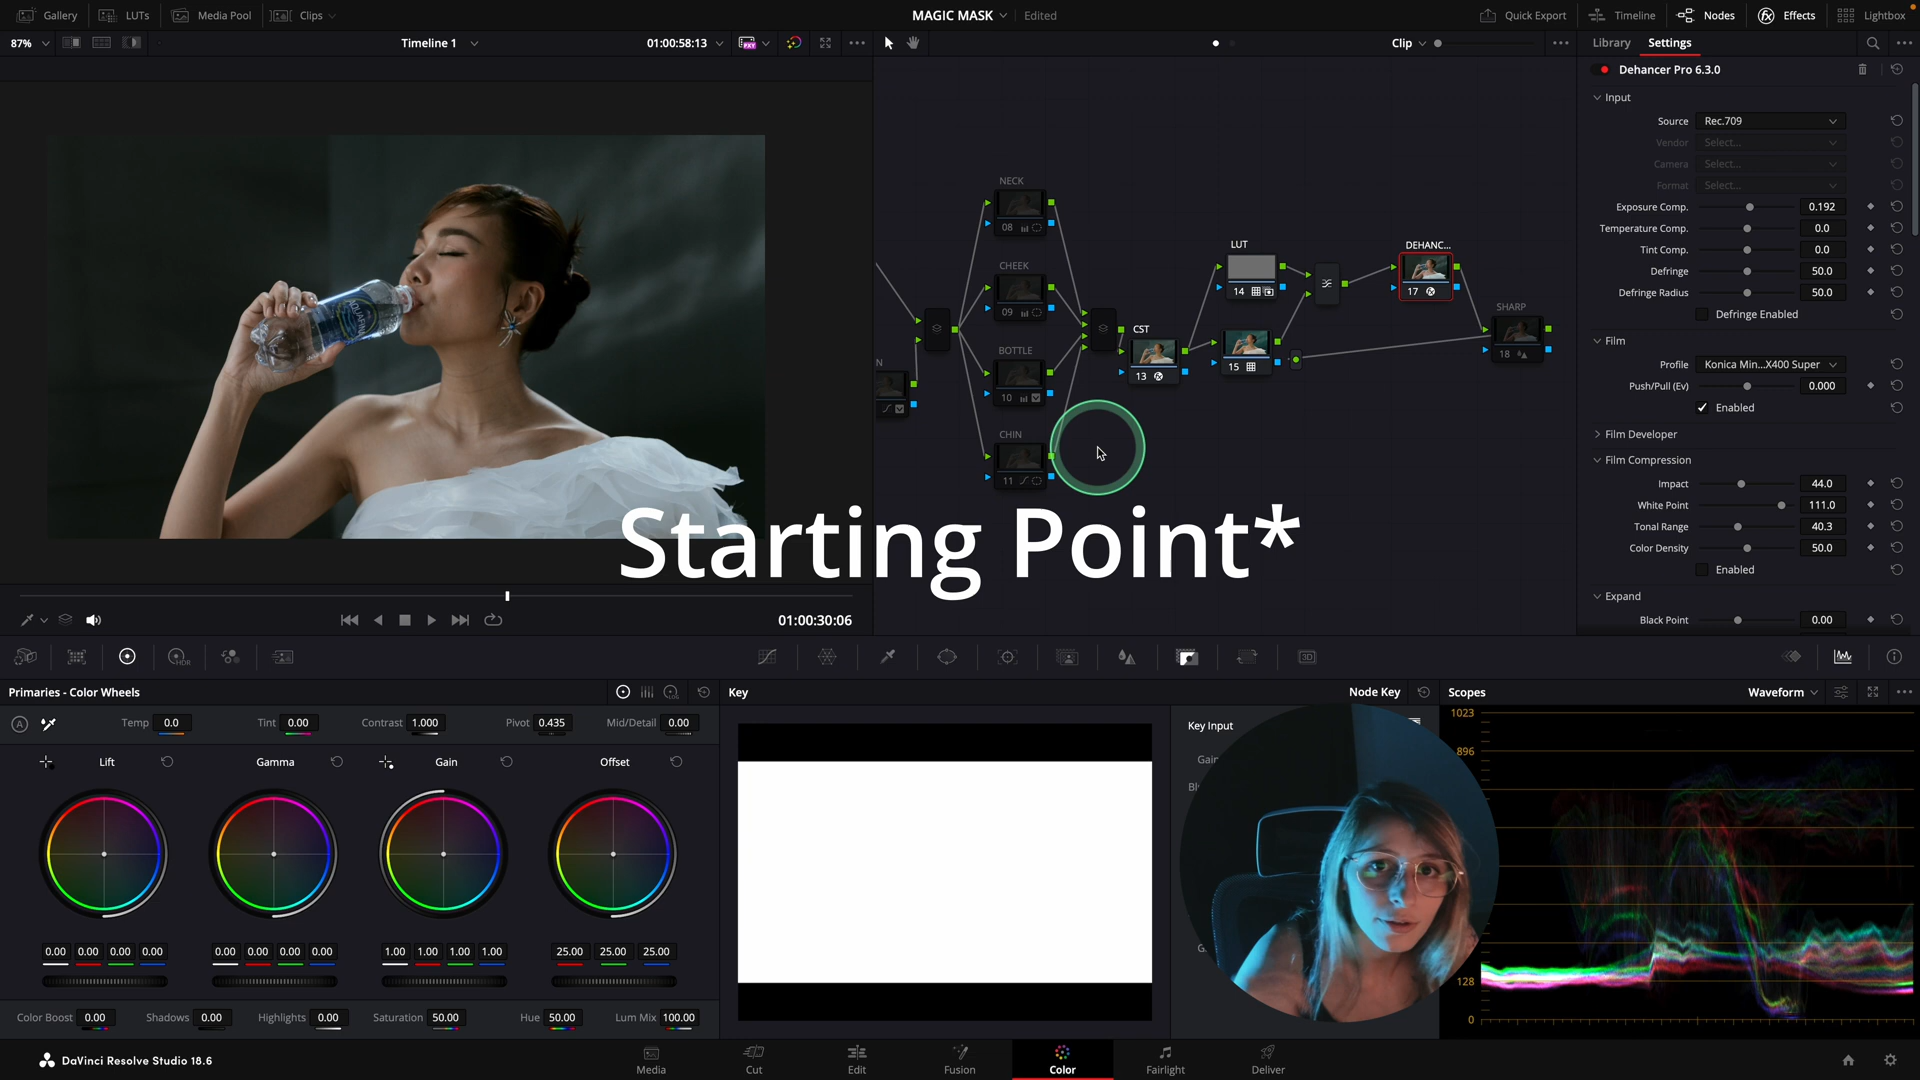 Gallery LUTs Media Pool Clips MAGIC MASK Edited Quick Export Timeline Nodes Effects Lightbox
87% Timeline 1 01:00:58:13 PXY Clip Library Settings
Dehancer Pro 6.3.0
Input
Source Rec.709
Vendor Select...
Camera Select...
Format Select...
Exposure Comp. 0.192
Temperature Comp. 0.0
Tint Comp. 0.0
Defringe 50.0
Defringe Radius 50.0
Defringe Enabled
Film
Profile Konica Min...X400 Super
Push/Pull (Ev) 0.000
Enabled
Film Developer
Film Compression
Impact 44.0
White Point 111.0
Tonal Range 40.3
Color Density 50.0
Enabled
Expand
Black Point 0.00
NECK
08
CHEEK
09
BOTTLE
10
CHIN
11
N
CST
13
LUT
14
15
DEHANC...
17
SHARP
18
AQUAFINA
Starting Point*
01:00:30:06
HDR
3D
Primaries - Color Wheels
LOG
A Temp 0.0 Tint 0.00 Contrast 1.000 Pivot 0.435 Mid/Detail 0.00
Lift Gamma Gain Offset
0.00 0.00 0.00 0.00 0.00 0.00 0.00 0.00 1.00 1.00 1.00 1.00 25.00 25.00 25.00
Color Boost 0.00 Shadows 0.00 Highlights 0.00 Saturation 50.00 Hue 50.00 Lum Mix 100.00
Key Node Key
Key Input
Scopes Waveform
1023
896
128
0
DaVinci Resolve Studio 18.6
Media Cut Edit Fusion Color Fairlight Deliver